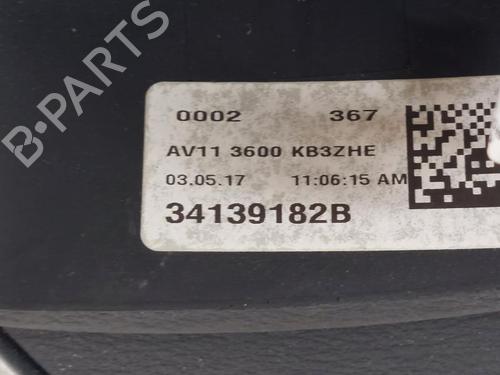 B-PARTS
0002 367
AV11 3600 KB3ZHE
03.05.17 11:06:15 AM
34139182B